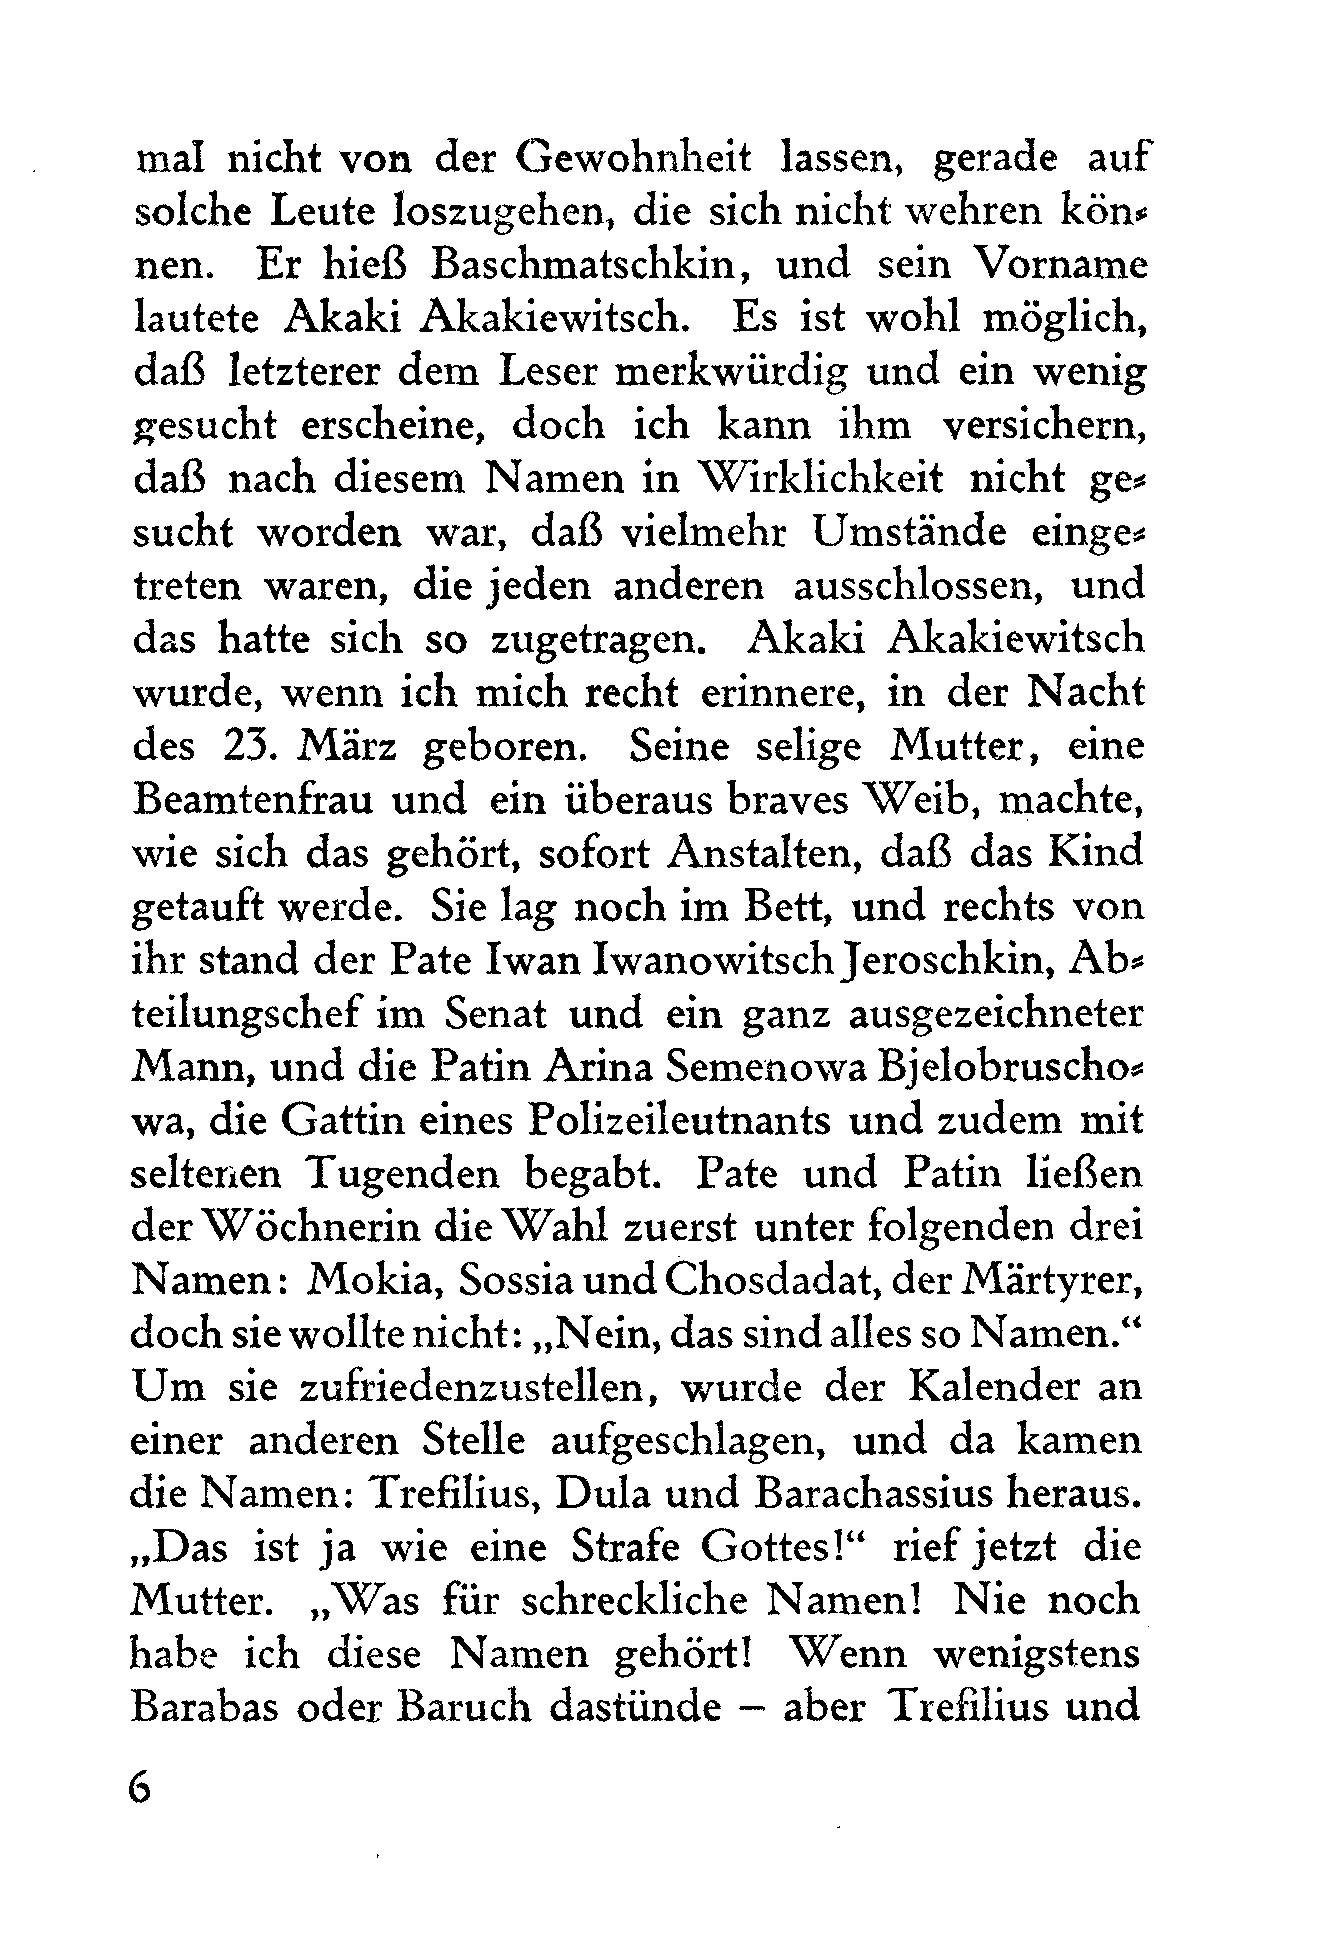 mal nicht von der Gewohnheit lassen, gerade auf
solche Leute loszugehen, die sich nicht wehren kön-
nen. Er hieß Baschmatschkin, und sein Vorname
lautete Akaki Akakiewitsch. Es ist wohl möglich,
daß letzterer dem Leser merkwürdig und ein wenig
gesucht erscheine, doch ich kann ihm versichern,
daß nach diesem Namen in Wirklichkeit nicht ge-
sucht worden war, daß vielmehr Umstände einge-
treten waren, die jeden anderen ausschlossen, und
das hatte sich so zugetragen. Akaki Akakiewitsch
wurde, wenn ich mich recht erinnere, in der Nacht
des 23. März geboren. Seine selige Mutter, eine
Beamtenfrau und ein überaus braves Weib, machte,
wie sich das gehört, sofort Anstalten, daß das Kind
getauft werde. Sie lag noch im Bett, und rechts von
ihr stand der Pate Iwan Iwanowitsch Jeroschkin, Ab-
teilungschef im Senat und ein ganz ausgezeichneter
Mann, und die Patin Arina Semenowa Bjelobruscho-
wa, die Gattin eines Polizeileutnants und zudem mit
seltenen Tugenden begabt. Pate und Patin ließen
der Wöchnerin die Wahl zuerst unter folgenden drei
Namen: Mokia, Sossia und Chosdadat, der Märtyrer,
doch sie wollte nicht: „Nein, das sind alles so Namen.“
Um sie zufriedenzustellen, wurde der Kalender an
einer anderen Stelle aufgeschlagen, und da kamen
die Namen: Trefilius, Dula und Barachassius heraus.
„Das ist ja wie eine Strafe Gottes!“ rief jetzt die
Mutter. „Was für schreckliche Namen! Nie noch
habe ich diese Namen gehört! Wenn wenigstens
Barabas oder Baruch dastünde – aber Trefilius und
6